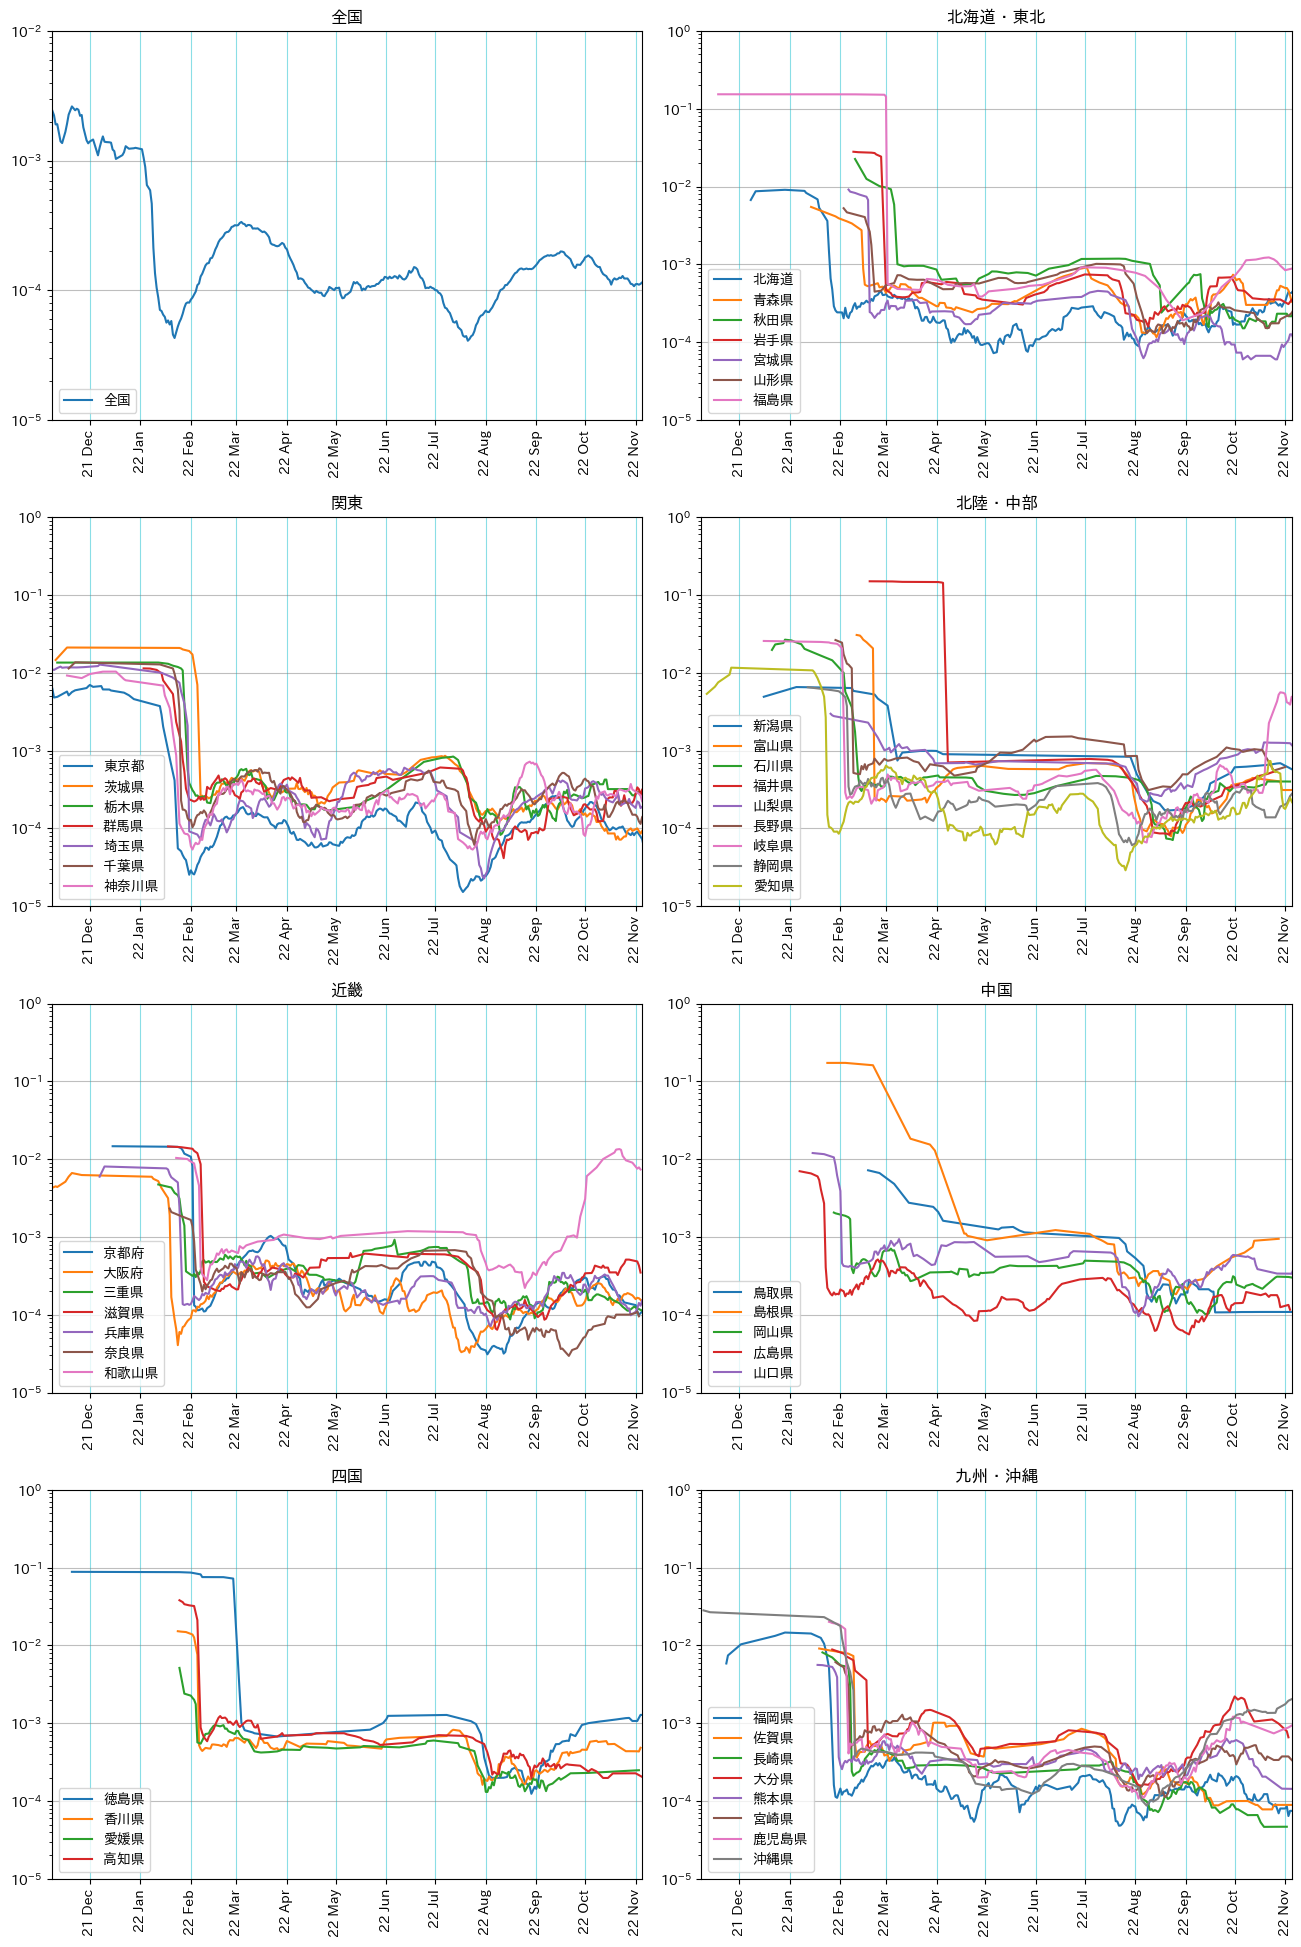 全国
10⁻²
10⁻³
10⁻⁴
10⁻⁵
全国
21 Dec
22 Jan
22 Feb
22 Mar
22 Apr
22 May
22 Jun
22 Jul
22 Aug
22 Sep
22 Oct
22 Nov
北海道・東北
10⁰
10⁻¹
10⁻²
10⁻³
10⁻⁴
10⁻⁵
北海道
青森県
秋田県
岩手県
宮城県
山形県
福島県
21 Dec
22 Jan
22 Feb
22 Mar
22 Apr
22 May
22 Jun
22 Jul
22 Aug
22 Sep
22 Oct
22 Nov
関東
10⁰
10⁻¹
10⁻²
10⁻³
10⁻⁴
10⁻⁵
東京都
茨城県
栃木県
群馬県
埼玉県
千葉県
神奈川県
21 Dec
22 Jan
22 Feb
22 Mar
22 Apr
22 May
22 Jun
22 Jul
22 Aug
22 Sep
22 Oct
22 Nov
北陸・中部
10⁰
10⁻¹
10⁻²
10⁻³
10⁻⁴
10⁻⁵
新潟県
富山県
石川県
福井県
山梨県
長野県
岐阜県
静岡県
愛知県
21 Dec
22 Jan
22 Feb
22 Mar
22 Apr
22 May
22 Jun
22 Jul
22 Aug
22 Sep
22 Oct
22 Nov
近畿
10⁰
10⁻¹
10⁻²
10⁻³
10⁻⁴
10⁻⁵
京都府
大阪府
三重県
滋賀県
兵庫県
奈良県
和歌山県
21 Dec
22 Jan
22 Feb
22 Mar
22 Apr
22 May
22 Jun
22 Jul
22 Aug
22 Sep
22 Oct
22 Nov
中国
10⁰
10⁻¹
10⁻²
10⁻³
10⁻⁴
10⁻⁵
鳥取県
島根県
岡山県
広島県
山口県
21 Dec
22 Jan
22 Feb
22 Mar
22 Apr
22 May
22 Jun
22 Jul
22 Aug
22 Sep
22 Oct
22 Nov
四国
10⁰
10⁻¹
10⁻²
10⁻³
10⁻⁴
10⁻⁵
徳島県
香川県
愛媛県
高知県
21 Dec
22 Jan
22 Feb
22 Mar
22 Apr
22 May
22 Jun
22 Jul
22 Aug
22 Sep
22 Oct
22 Nov
九州・沖縄
10⁰
10⁻¹
10⁻²
10⁻³
10⁻⁴
10⁻⁵
福岡県
佐賀県
長崎県
大分県
熊本県
宮崎県
鹿児島県
沖縄県
21 Dec
22 Jan
22 Feb
22 Mar
22 Apr
22 May
22 Jun
22 Jul
22 Aug
22 Sep
22 Oct
22 Nov